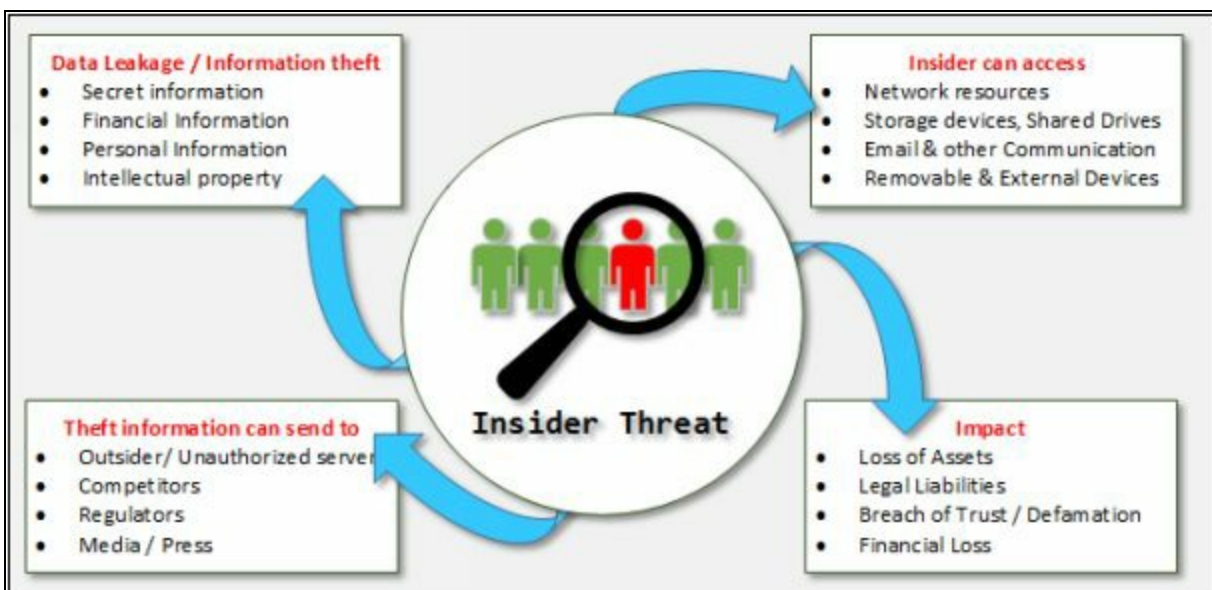 Data Leakage / Information theft
• Secret information
• Financial Information
• Personal Information
• Intellectual property
Insider can access
• Network resources
• Storage devices, Shared Drives
• Email & other Communication
• Removable & External Devices
Insider Threat
Theft information can send to
• Outsider/ Unauthorized server
• Competitors
• Regulators
• Media / Press
Impact
• Loss of Assets
• Legal Liabilities
• Breach of Trust / Defamation
• Financial Loss